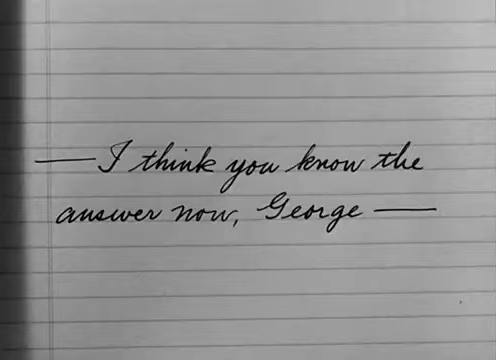 — I think you know the
answer now, George —